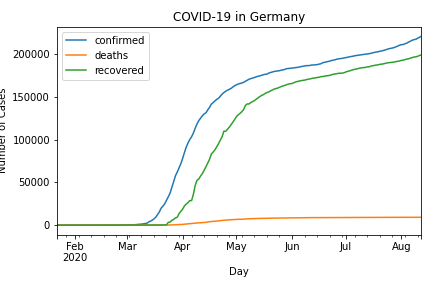 COVID-19 in Germany
confirmed
deaths
recovered
Number of Cases
200000
150000
100000
50000
0
Feb
2020
Mar
Apr
May
Jun
Jul
Aug
Day